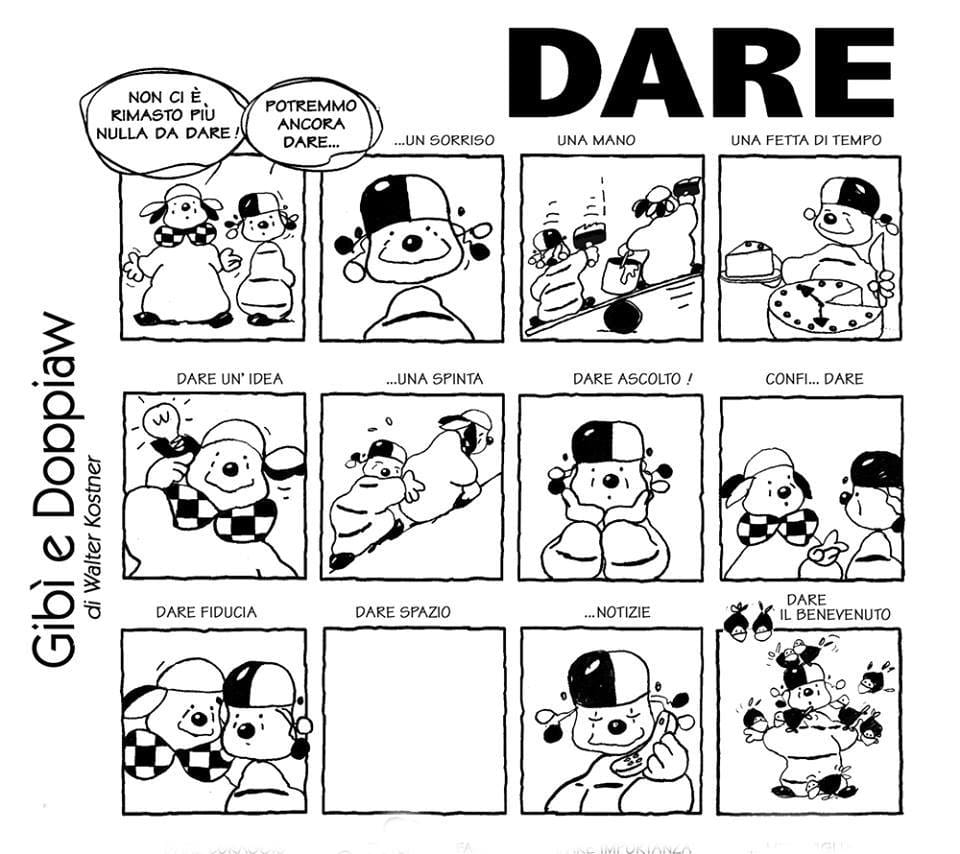 DARE
NON CI È
RIMASTO PIÙ
NULLA DA DARE!
POTREMMO
ANCORA
DARE...
...UN SORRISO
UNA MANO
UNA FETTA DI TEMPO
Gibì e Doppiaw
di Walter Kostner
DARE UN' IDEA
...UNA SPINTA
DARE ASCOLTO !
CONFI... DARE
W
DARE FIDUCIA
DARE SPAZIO
...NOTIZIE
DARE
IL BENEVENUTO